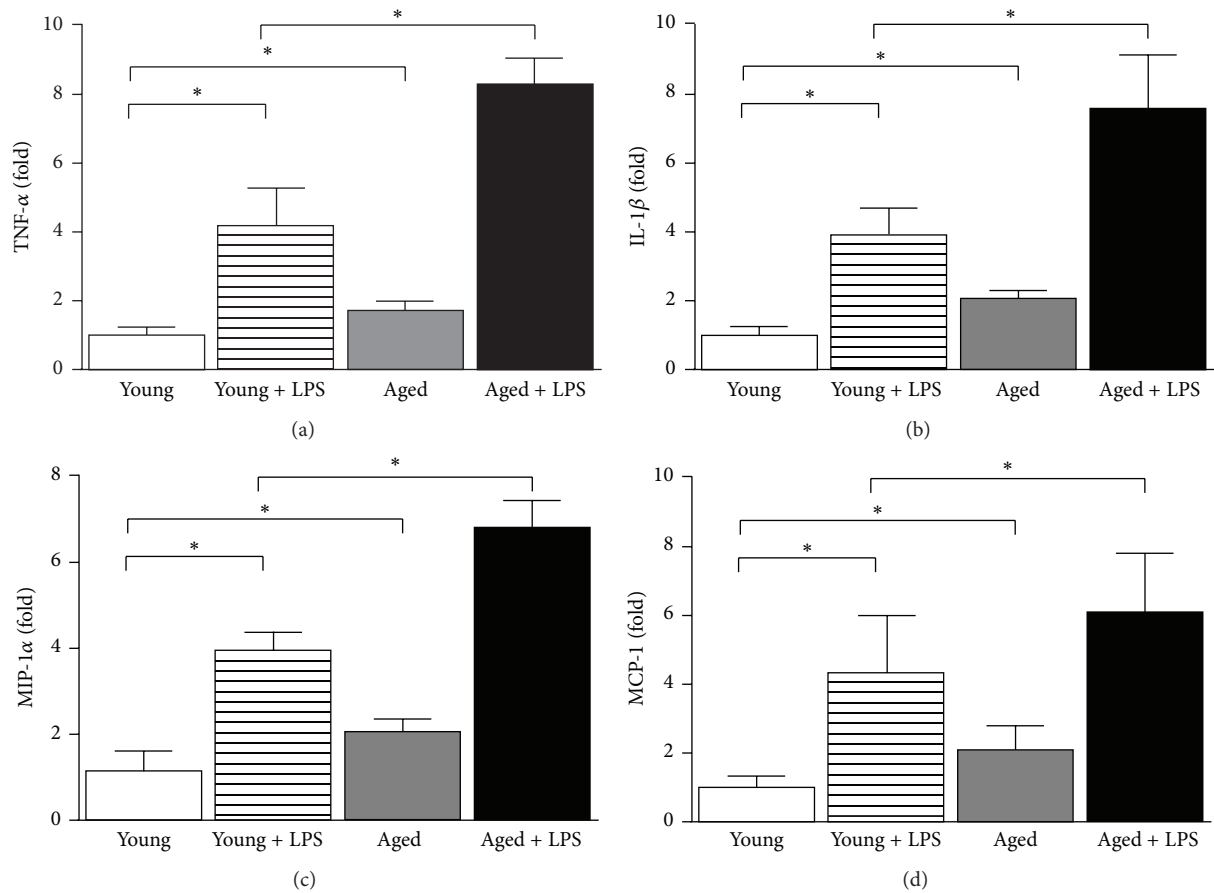 10
8
6
4
2
0
TNF-α (fold)
*
*
*
Young
Young + LPS
Aged
Aged + LPS
(a)
10
8
6
4
2
0
IL-1β (fold)
*
*
*
Young
Young + LPS
Aged
Aged + LPS
(b)
8
6
4
2
0
MIP-1α (fold)
*
*
*
Young
Young + LPS
Aged
Aged + LPS
(c)
10
8
6
4
2
0
MCP-1 (fold)
*
*
*
Young
Young + LPS
Aged
Aged + LPS
(d)